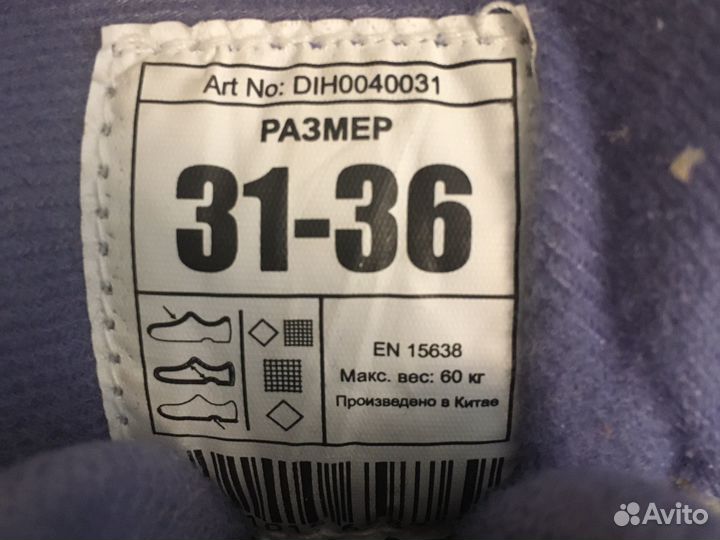 Art No: DIH0040031
РАЗМЕР
31-36
EN 15638
Макс. вес: 60 кг
Произведено в Китае
Avito